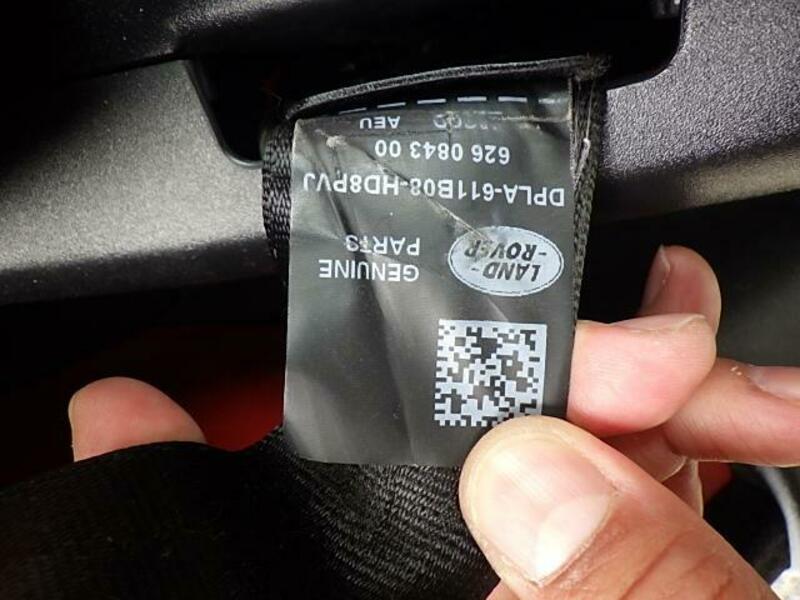 LAND-
-ROVER-
GENUINE
PARTS
DPLA-611B08-HD8PVJ
626 0843 00
AEU